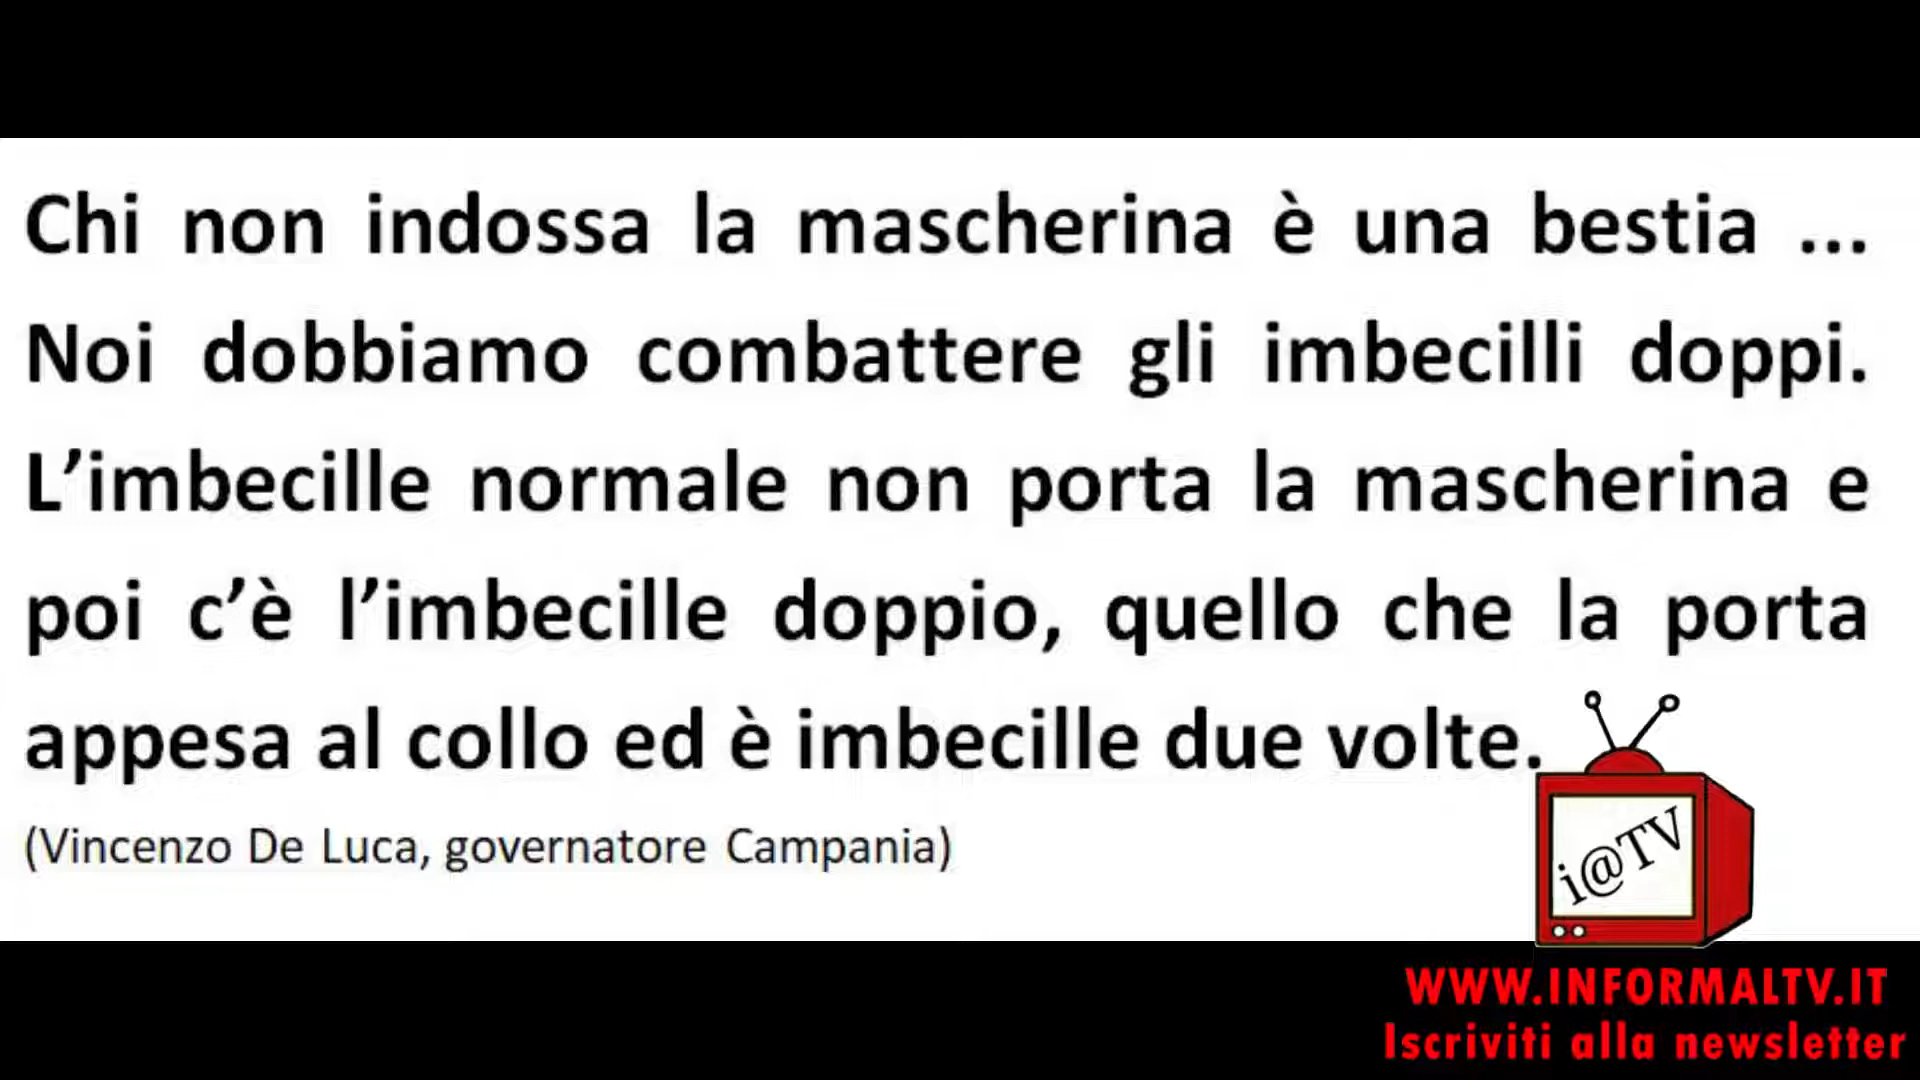 Chi non indossa la mascherina è una bestia ...
Noi dobbiamo combattere gli imbecilli doppi.
L’imbecille normale non porta la mascherina e
poi c’è l’imbecille doppio, quello che la porta
appesa al collo ed è imbecille due volte.
(Vincenzo De Luca, governatore Campania)
i@TV
WWW.INFORMALTV.IT
Iscriviti alla newsletter